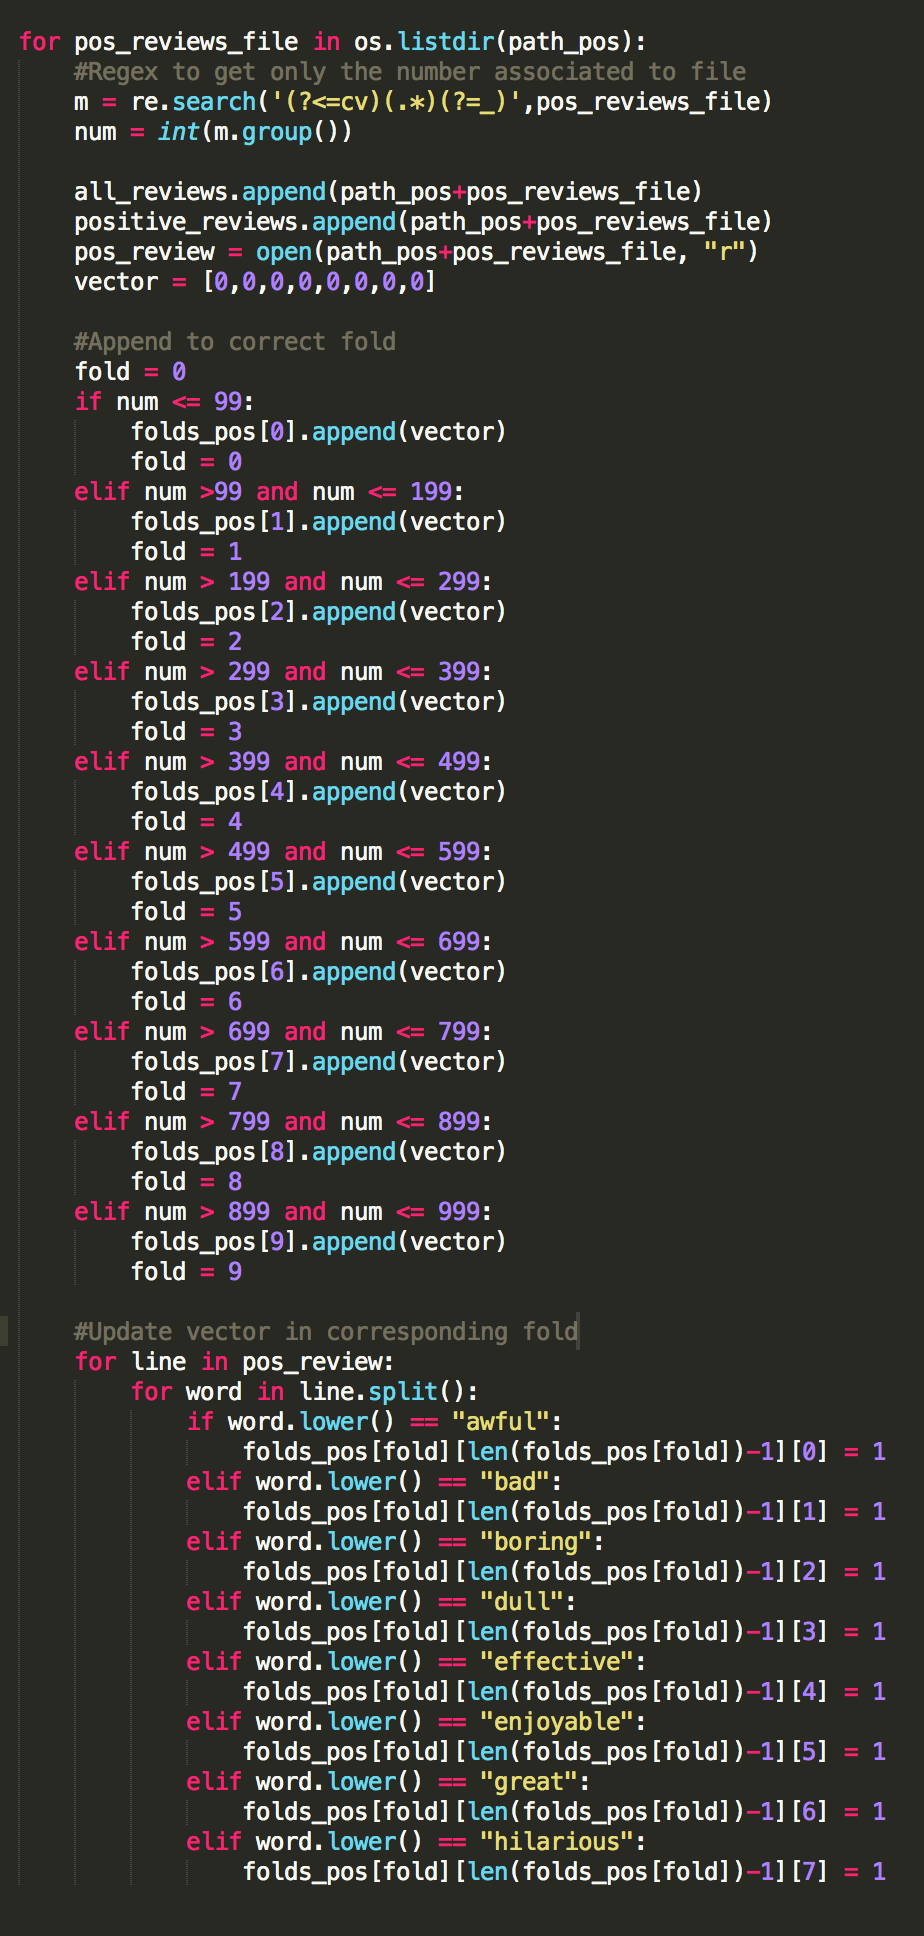 for pos_reviews_file in os.listdir(path_pos):
    #Regex to get only the number associated to file
    m = re.search('(?<=cv)(.*)(?=_)',pos_reviews_file)
    num = int(m.group())

    all_reviews.append(path_pos+pos_reviews_file)
    positive_reviews.append(path_pos+pos_reviews_file)
    pos_review = open(path_pos+pos_reviews_file, "r")
    vector = [0,0,0,0,0,0,0,0]

    #Append to correct fold
    fold = 0
    if num <= 99:
        folds_pos[0].append(vector)
        fold = 0
    elif num >99 and num <= 199:
        folds_pos[1].append(vector)
        fold = 1
    elif num > 199 and num <= 299:
        folds_pos[2].append(vector)
        fold = 2
    elif num > 299 and num <= 399:
        folds_pos[3].append(vector)
        fold = 3
    elif num > 399 and num <= 499:
        folds_pos[4].append(vector)
        fold = 4
    elif num > 499 and num <= 599:
        folds_pos[5].append(vector)
        fold = 5
    elif num > 599 and num <= 699:
        folds_pos[6].append(vector)
        fold = 6
    elif num > 699 and num <= 799:
        folds_pos[7].append(vector)
        fold = 7
    elif num > 799 and num <= 899:
        folds_pos[8].append(vector)
        fold = 8
    elif num > 899 and num <= 999:
        folds_pos[9].append(vector)
        fold = 9

    #Update vector in corresponding fold
    for line in pos_review:
        for word in line.split():
            if word.lower() == "awful":
                folds_pos[fold][len(folds_pos[fold])-1][0] = 1
            elif word.lower() == "bad":
                folds_pos[fold][len(folds_pos[fold])-1][1] = 1
            elif word.lower() == "boring":
                folds_pos[fold][len(folds_pos[fold])-1][2] = 1
            elif word.lower() == "dull":
                folds_pos[fold][len(folds_pos[fold])-1][3] = 1
            elif word.lower() == "effective":
                folds_pos[fold][len(folds_pos[fold])-1][4] = 1
            elif word.lower() == "enjoyable":
                folds_pos[fold][len(folds_pos[fold])-1][5] = 1
            elif word.lower() == "great":
                folds_pos[fold][len(folds_pos[fold])-1][6] = 1
            elif word.lower() == "hilarious":
                folds_pos[fold][len(folds_pos[fold])-1][7] = 1